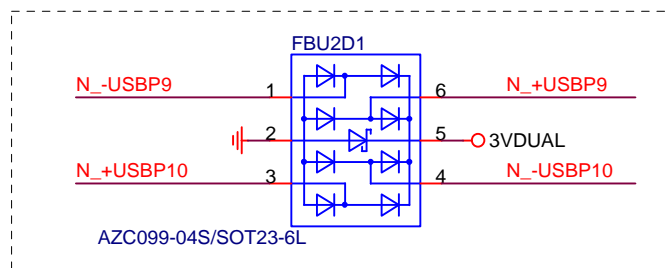 FBU2D1
N_-USBP9 1 6 N_+USBP9
2 5 3VDUAL
N_+USBP10 3 4 N_-USBP10
AZC099-04S/SOT23-6L